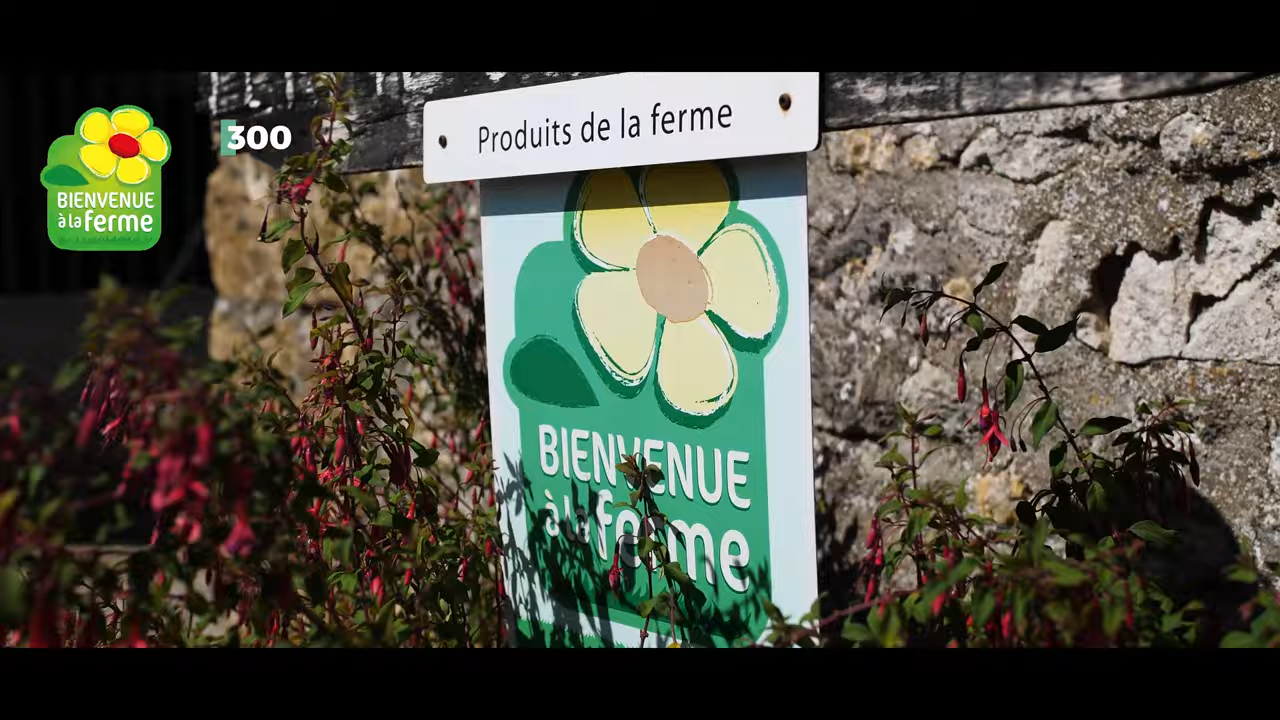 BIENVENUE
à la ferme
300
Produits de la ferme
BIENVENUE
à la ferme